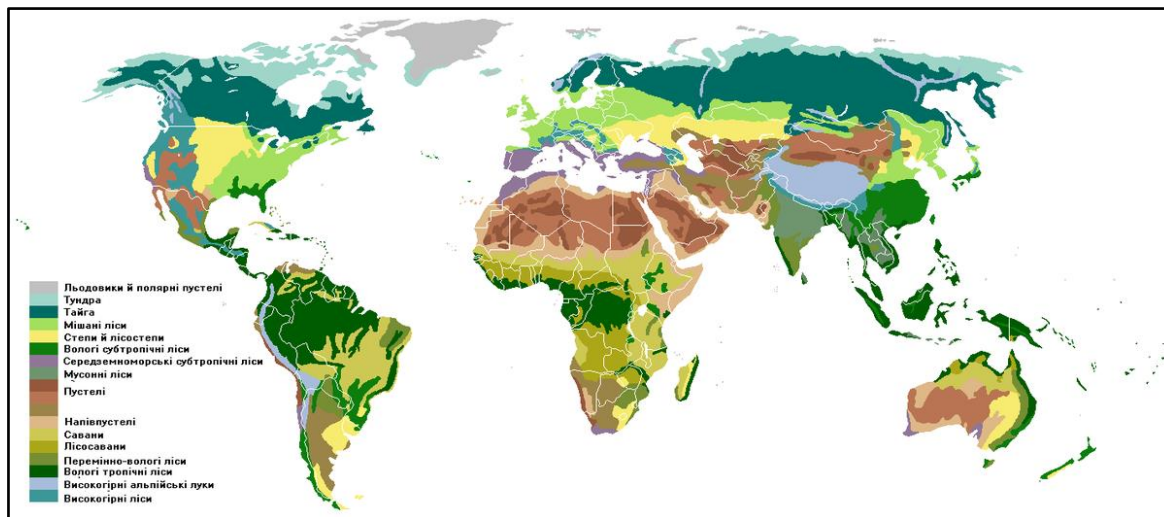 Льодовики й полярні пустелі
Тундра
Тайга
Мішані ліси
Степи й лісостепи
Вологі субтропічні ліси
Середземноморські субтропічні ліси
Мусонні ліси
Пустелі
Напівпустелі
Савани
Лісосавани
Перемінно-вологі ліси
Вологі тропічні ліси
Високогірні альпійські луки
Високогірні ліси